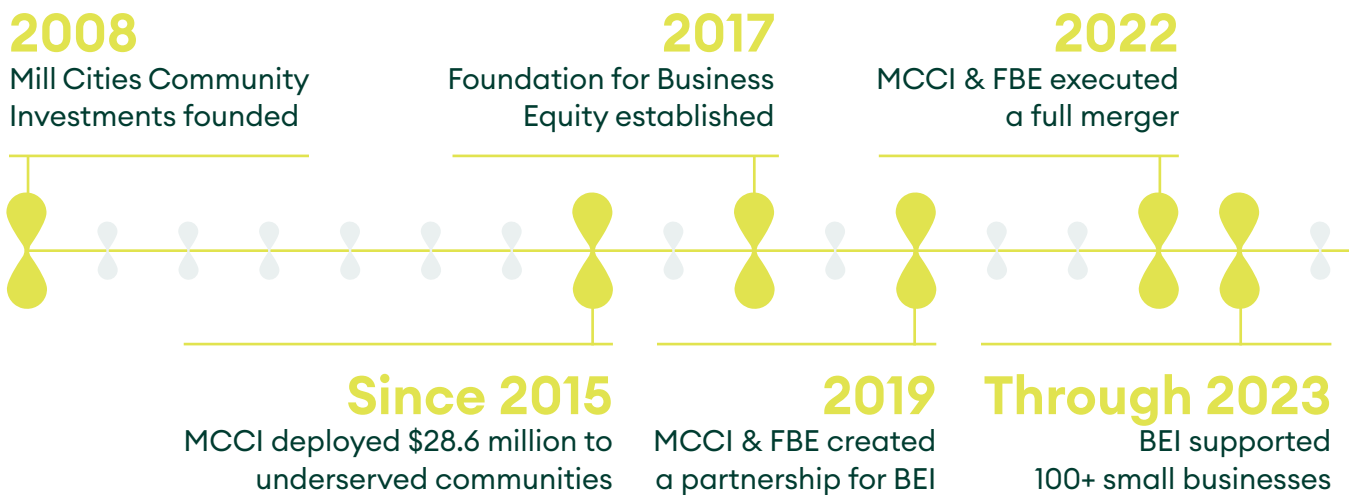 2008
Mill Cities Community
Investments founded
2017
Foundation for Business
Equity established
2022
MCCI & FBE executed
a full merger
Since 2015
MCCI deployed $28.6 million to
underserved communities
2019
MCCI & FBE created
a partnership for BEI
Through 2023
BEI supported
100+ small businesses